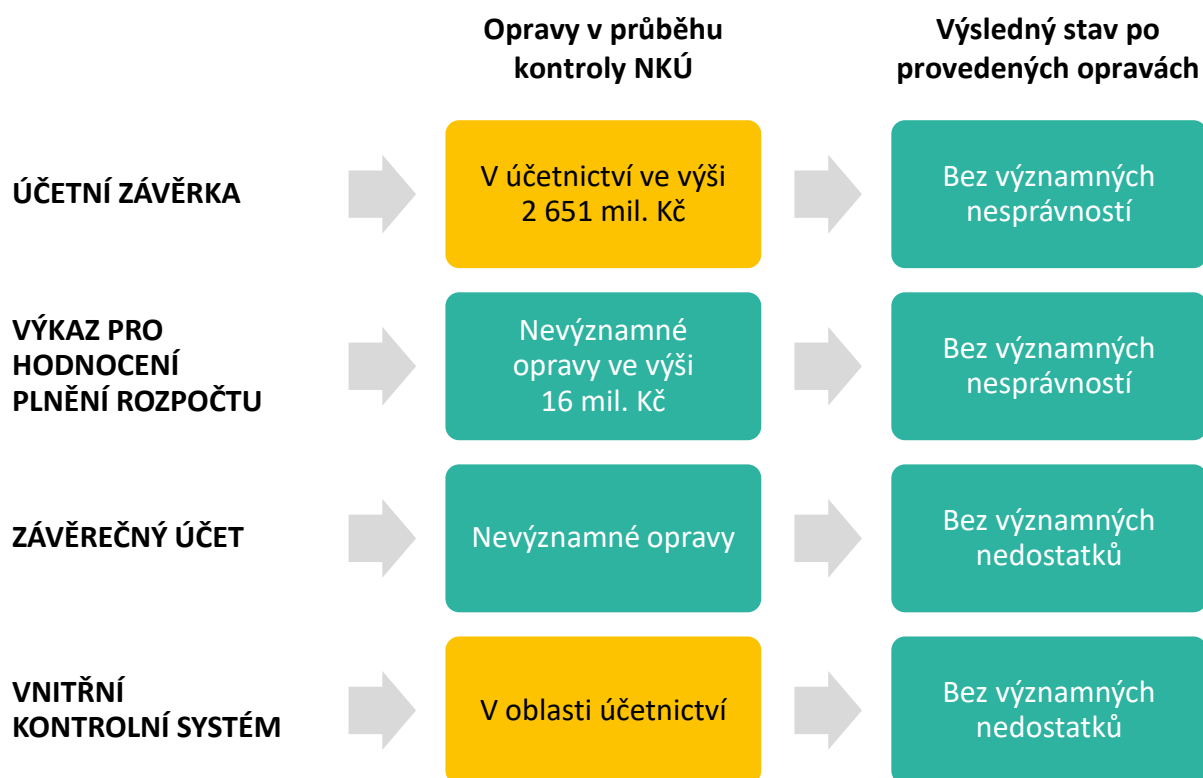 Opravy v průběhu
kontroly NKÚ
Výsledný stav po
provedených opravách
ÚČETNÍ ZÁVĚRKA
V účetnictví ve výši
2 651 mil. Kč
Bez významných
nesprávností
VÝKAZ PRO
HODNOCENÍ
PLNĚNÍ ROZPOČTU
Nevýznamné
opravy ve výši
16 mil. Kč
Bez významných
nesprávností
ZÁVĚREČNÝ ÚČET
Nevýznamné opravy
Bez významných
nedostatků
VNITŘNÍ
KONTROLNÍ SYSTÉM
V oblasti účetnictví
Bez významných
nedostatků